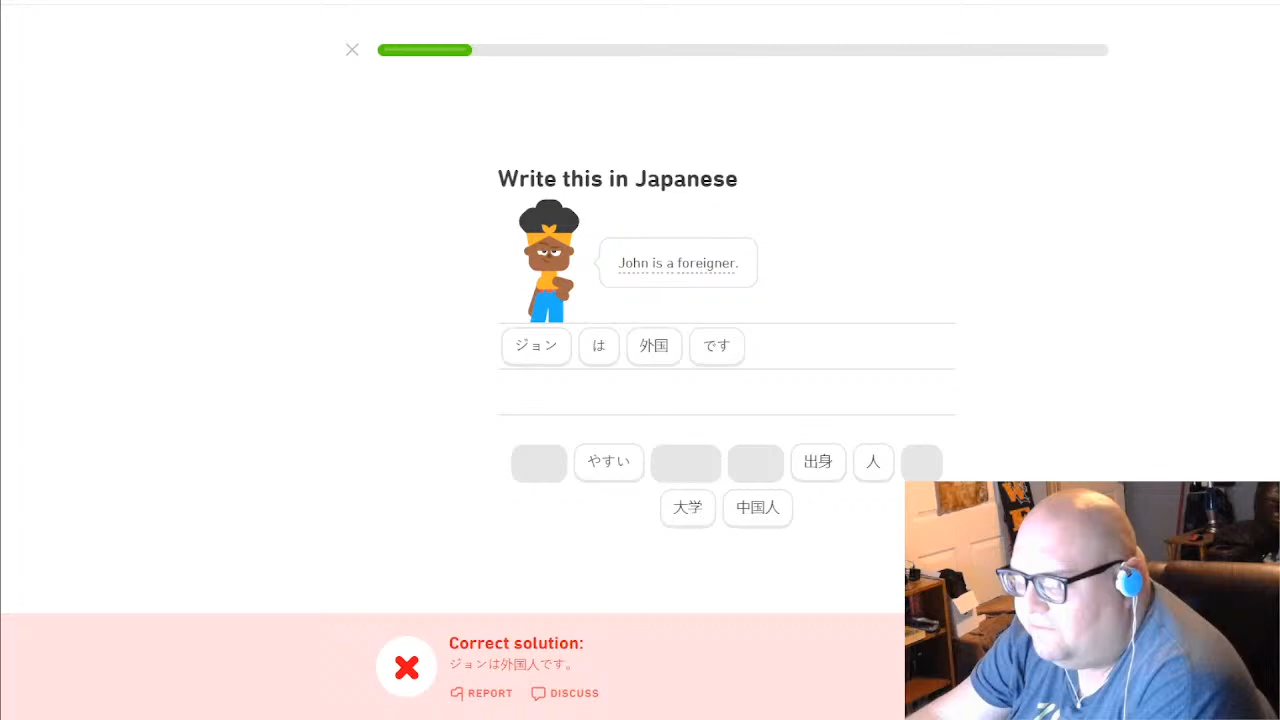 Write this in Japanese
John is a foreigner.
ジョン は 外国 です
やすい 出身 人
大学 中国人
Correct solution:
ジョンは外国人です。
REPORT DISCUSS